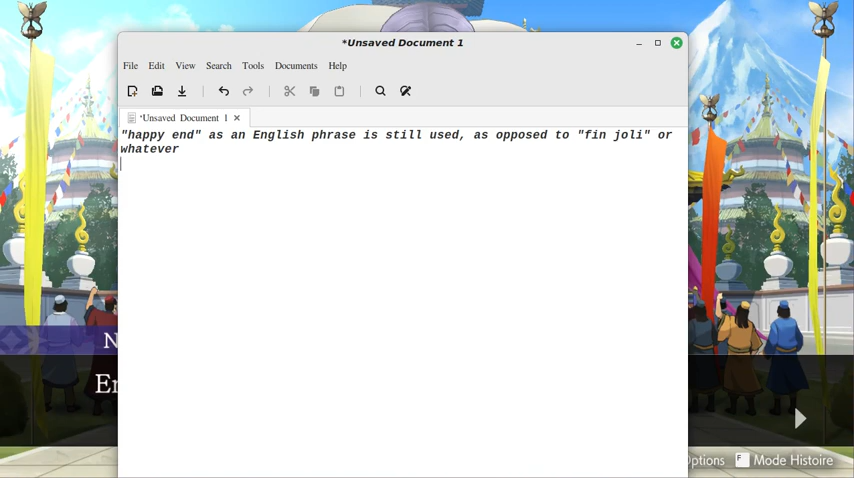 *Unsaved Document 1
File Edit View Search Tools Documents Help
*Unsaved Document 1
"happy end" as an English phrase is still used, as opposed to "fin joli" or
whatever
F Mode Histoire